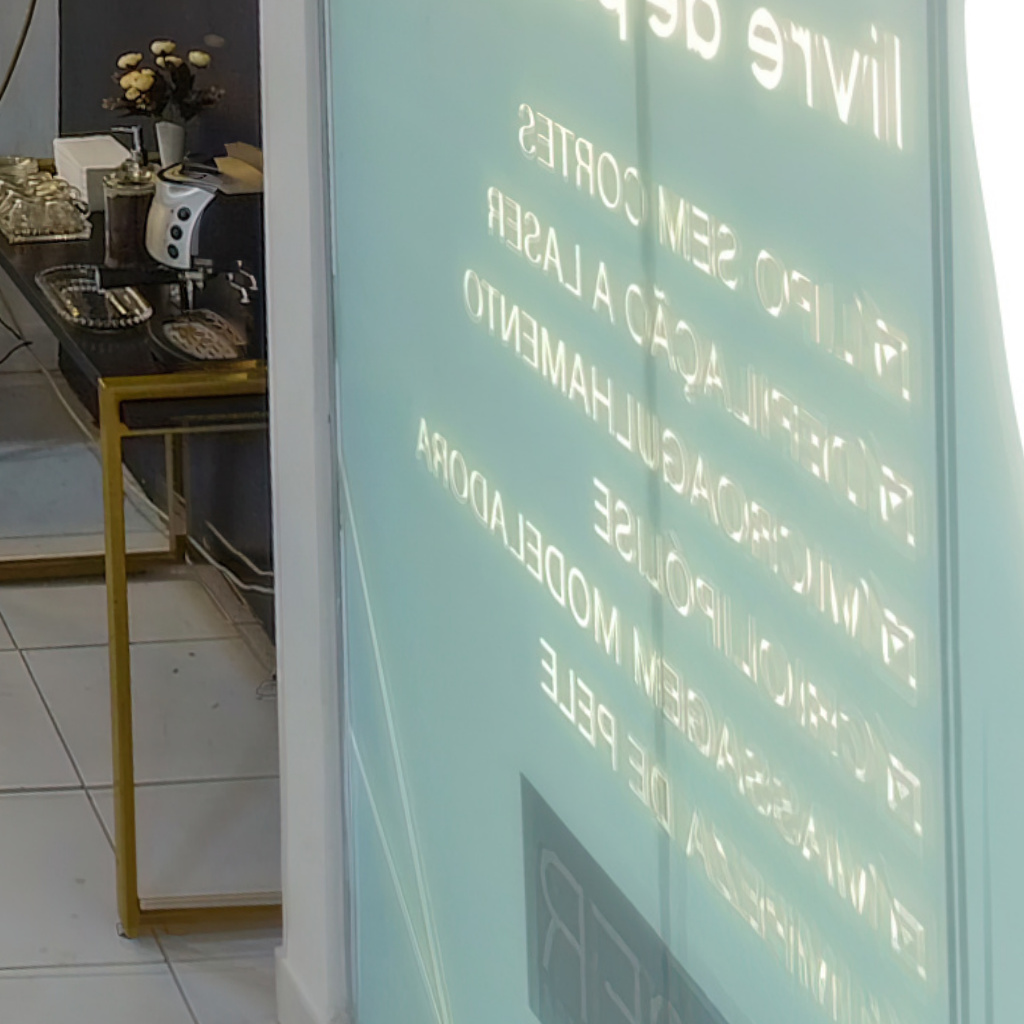 livre de
LIPO SEM CORTES
DEPILAÇÃO A LASER
MICROAGULHAMENTO
CRIOLIPÓLISE
MASSAGEM MODELADORA
LIMPEZA DE PELE